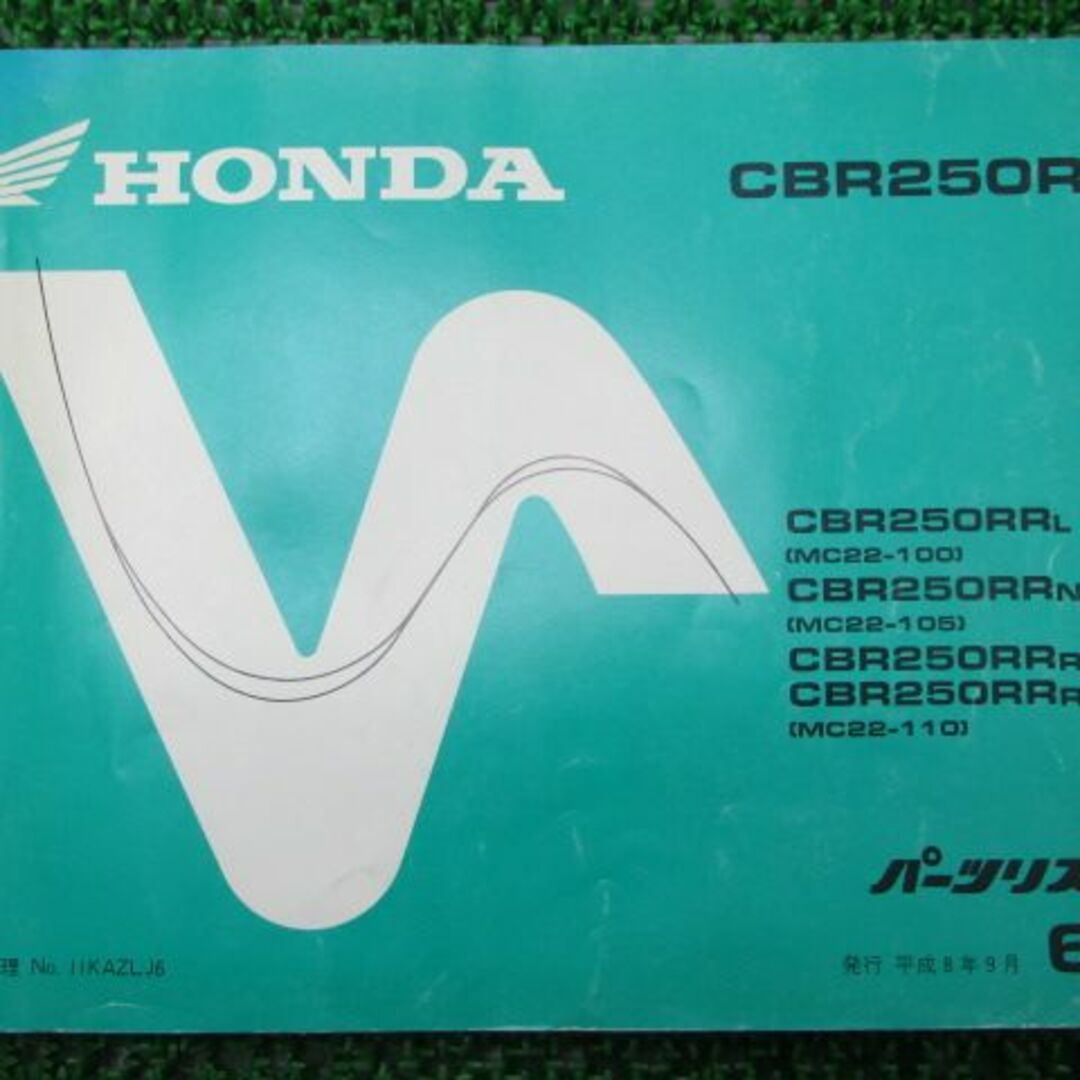 HONDA
CBR250R
CBR250RRL
(MC22-100)
CBR250RRN
(MC22-105)
CBR250RRR
CBR250RRR
(MC22-110)
パーツリス
理 No. 11KAZLJ6
発行 平成8年9月
6